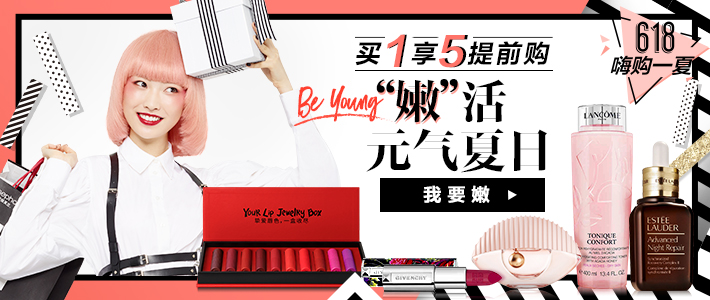 买1享5提前购
618
嗨购一夏
Be Young
“嫩”活
元气夏日
我要嫩
Your Lip Jewelry Box
GIVENCHY
LANCÔME
TONIQUE
CONFORT
400 ml 13.4 FL.OZ.
ESTĒE
LAUDER
Advanced
Night Repair